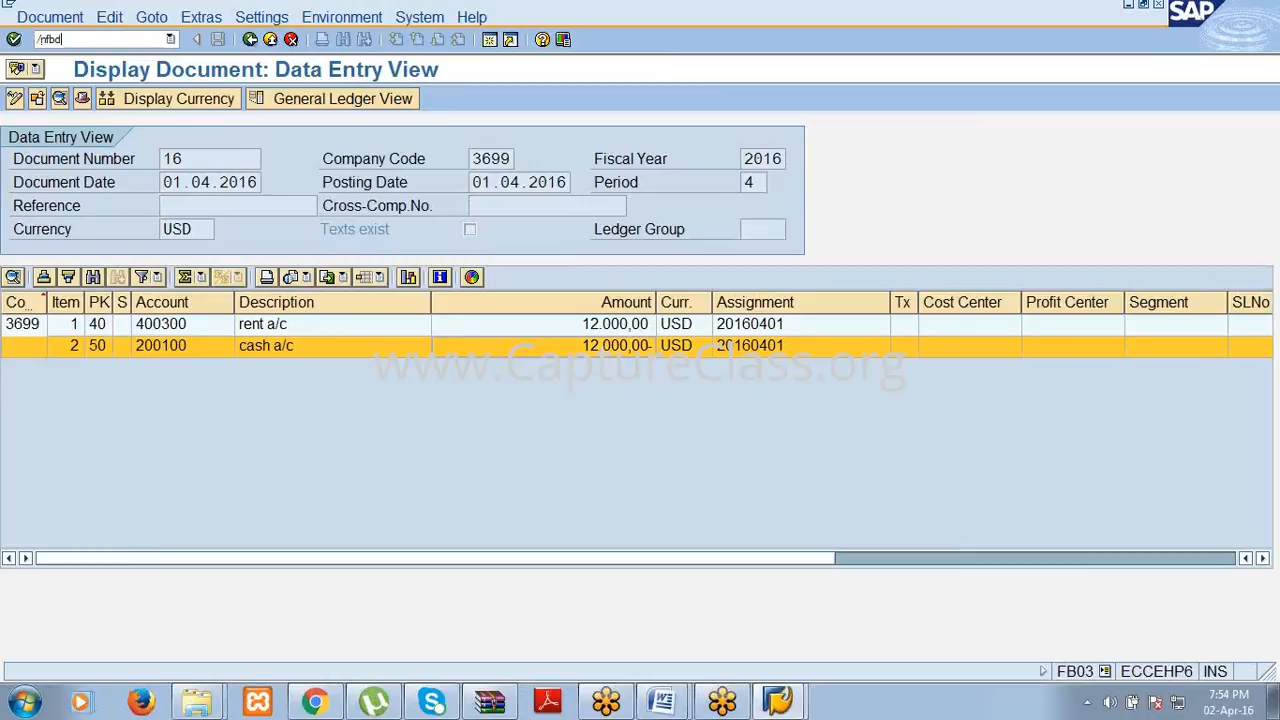 Document Edit Goto Extras Settings Environment System Help
SAP
/nfbd
Display Document: Data Entry View
Display Currency General Ledger View
Data Entry View
Document Number 16 Company Code 3699 Fiscal Year 2016
Document Date 01.04.2016 Posting Date 01.04.2016 Period 4
Reference Cross-Comp.No.
Currency USD Texts exist Ledger Group
Co... Item PK S Account Description Amount Curr. Assignment Tx Cost Center Profit Center Segment SLNo
3699 1 40 400300 rent a/c 12.000,00 USD 20160401
2 50 200100 cash a/c 12.000,00- USD 20160401
www.CaptureClass.org
FB03 ECCEHP6 INS
7:54 PM
02-Apr-16